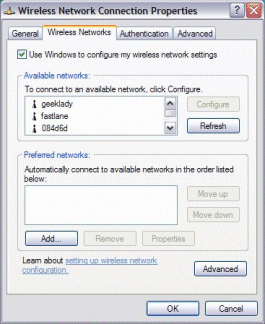 Wireless Network Connection Properties
General Wireless Networks Authentication Advanced
Use Windows to configure my wireless network settings
Available networks:
To connect to an available network, click Configure.
geeklady
fastlane
084d6d
Configure
Refresh
Preferred networks:
Automatically connect to available networks in the order listed
below:
Move up
Move down
Add... Remove Properties
Learn about setting up wireless network
configuration.
Advanced
OK Cancel